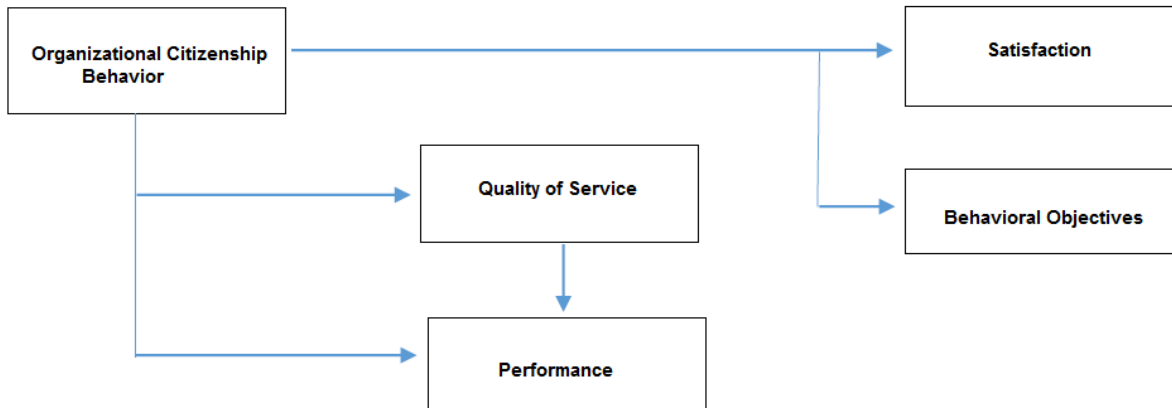 Organizational Citizenship
Behavior
Satisfaction
Quality of Service
Behavioral Objectives
Performance